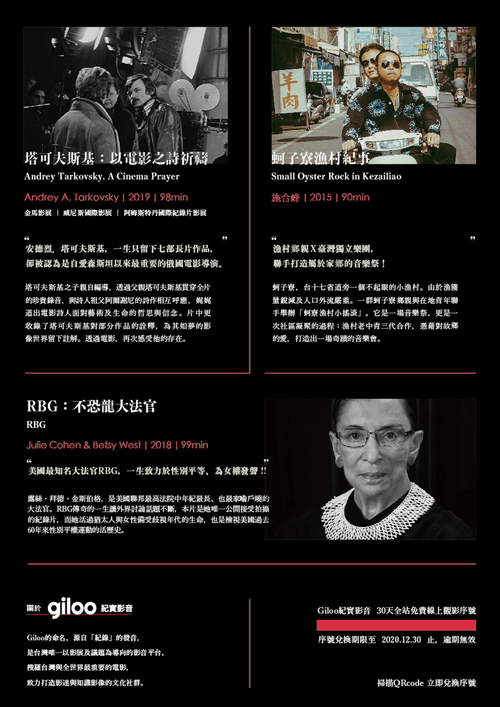 塔可夫斯基：以電影之詩祈禱
Andrey Tarkovsky. A Cinema Prayer
Andrey A. Tarkovsky | 2019 | 98min
金馬影展 | 威尼斯國際影展 | 阿姆斯特丹國際紀錄片影展
“ ”
安德烈．塔可夫斯基，一生只留下七部長片作品，
卻被認為是自愛森斯坦以來最重要的俄國電影導演。
塔可夫斯基之子親自編導，透過父親塔可夫斯基貫穿全片
的珍貴錄音，與詩人祖父阿爾謝尼的詩作相互呼應，娓娓
道出電影詩人面對藝術及生命的哲思與信念。片中更
收錄了塔可夫斯基對部分作品的詮釋，為其如夢的影
像世界留下註解。透過電影，再次感受他的存在。
羊肉
蚵子寮漁村紀事
Small Oyster Rock in Kezailiao
施合峰 | 2015 | 90min
“ ”
漁村鄉親X臺灣獨立樂團，
聯手打造屬於家鄉的音樂祭！
蚵子寮，台十七省道旁一個不起眼的小漁村。由於漁獲
量銳減及人口外流嚴重。一群蚵子寮鄉親與在地青年聯
手舉辦「蚵寮漁村小搖滾」。它是一場音樂祭，更是一
次社區凝聚的過程：漁村老中青三代合作，憑藉對故鄉
的愛，打造出一場奇蹟的音樂會。
RBG：不恐龍大法官
RBG
Julie Cohen & Betsy West | 2018 | 99min
“ ”
美國最知名大法官RBG，一生致力於性別平等、為女權發聲 !!
露絲．拜德．金斯伯格，是美國聯邦最高法院中年紀最長、也最家喻戶曉的
大法官。RBG傳奇的一生讓外界討論話題不斷，本片是她唯一公開接受拍攝
的紀錄片，而她活過猶太人與女性備受歧視年代的生命，也是檢視美國過去
60年來性別平權運動的活歷史。
關於 giloo 紀實影音
Giloo的命名，源自「紀錄」的發音，
是台灣唯一以影展及議題為導向的影音平台，
搜羅台灣與全世界最重要的電影，
致力打造影迷與知識影像的文化社群。
Giloo紀實影音 30天全站免費線上觀影序號
序號兌換期限至 2020.12.30 止，逾期無效
掃描QRcode 立即兌換序號